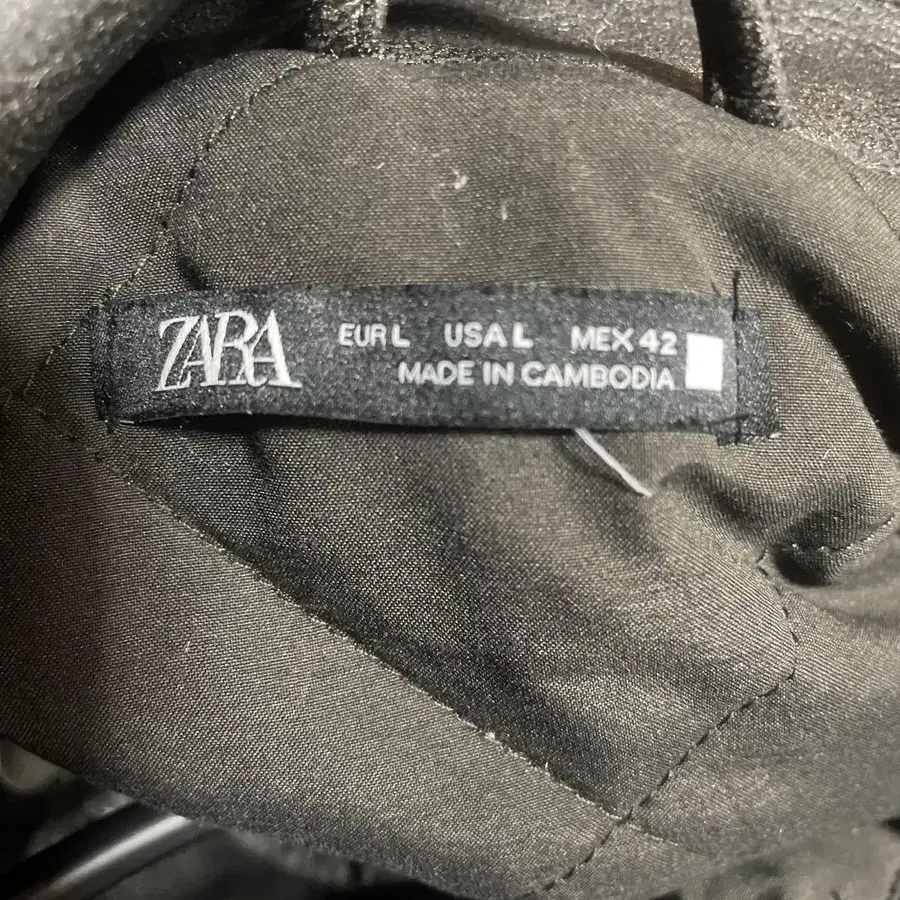 ZARA
EUR L USA L MEX 42
MADE IN CAMBODIA